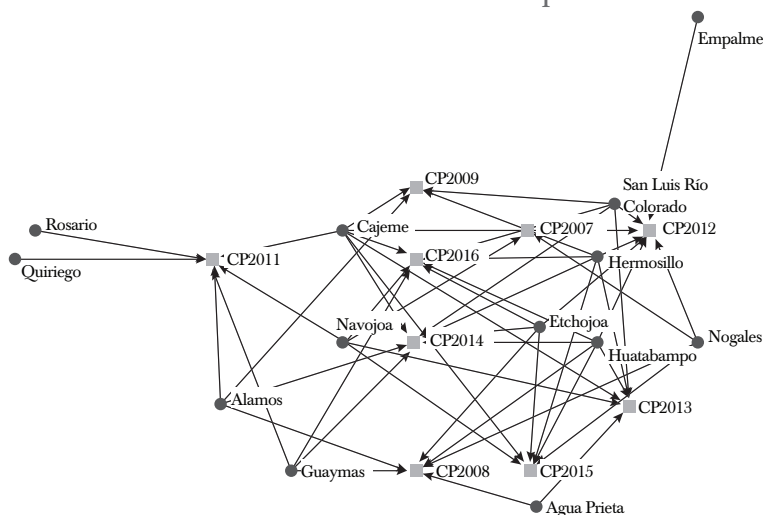 Empalme
CP2009
San Luis Río
Colorado
Rosario
Cajeme
CP2007
CP2012
CP2011
CP2016
Hermosillo
Quiriego
Navojoa
Etchojoa
CP2014
Nogales
Huatabampo
Alamos
CP2013
Guaymas
CP2008
CP2015
Agua Prieta